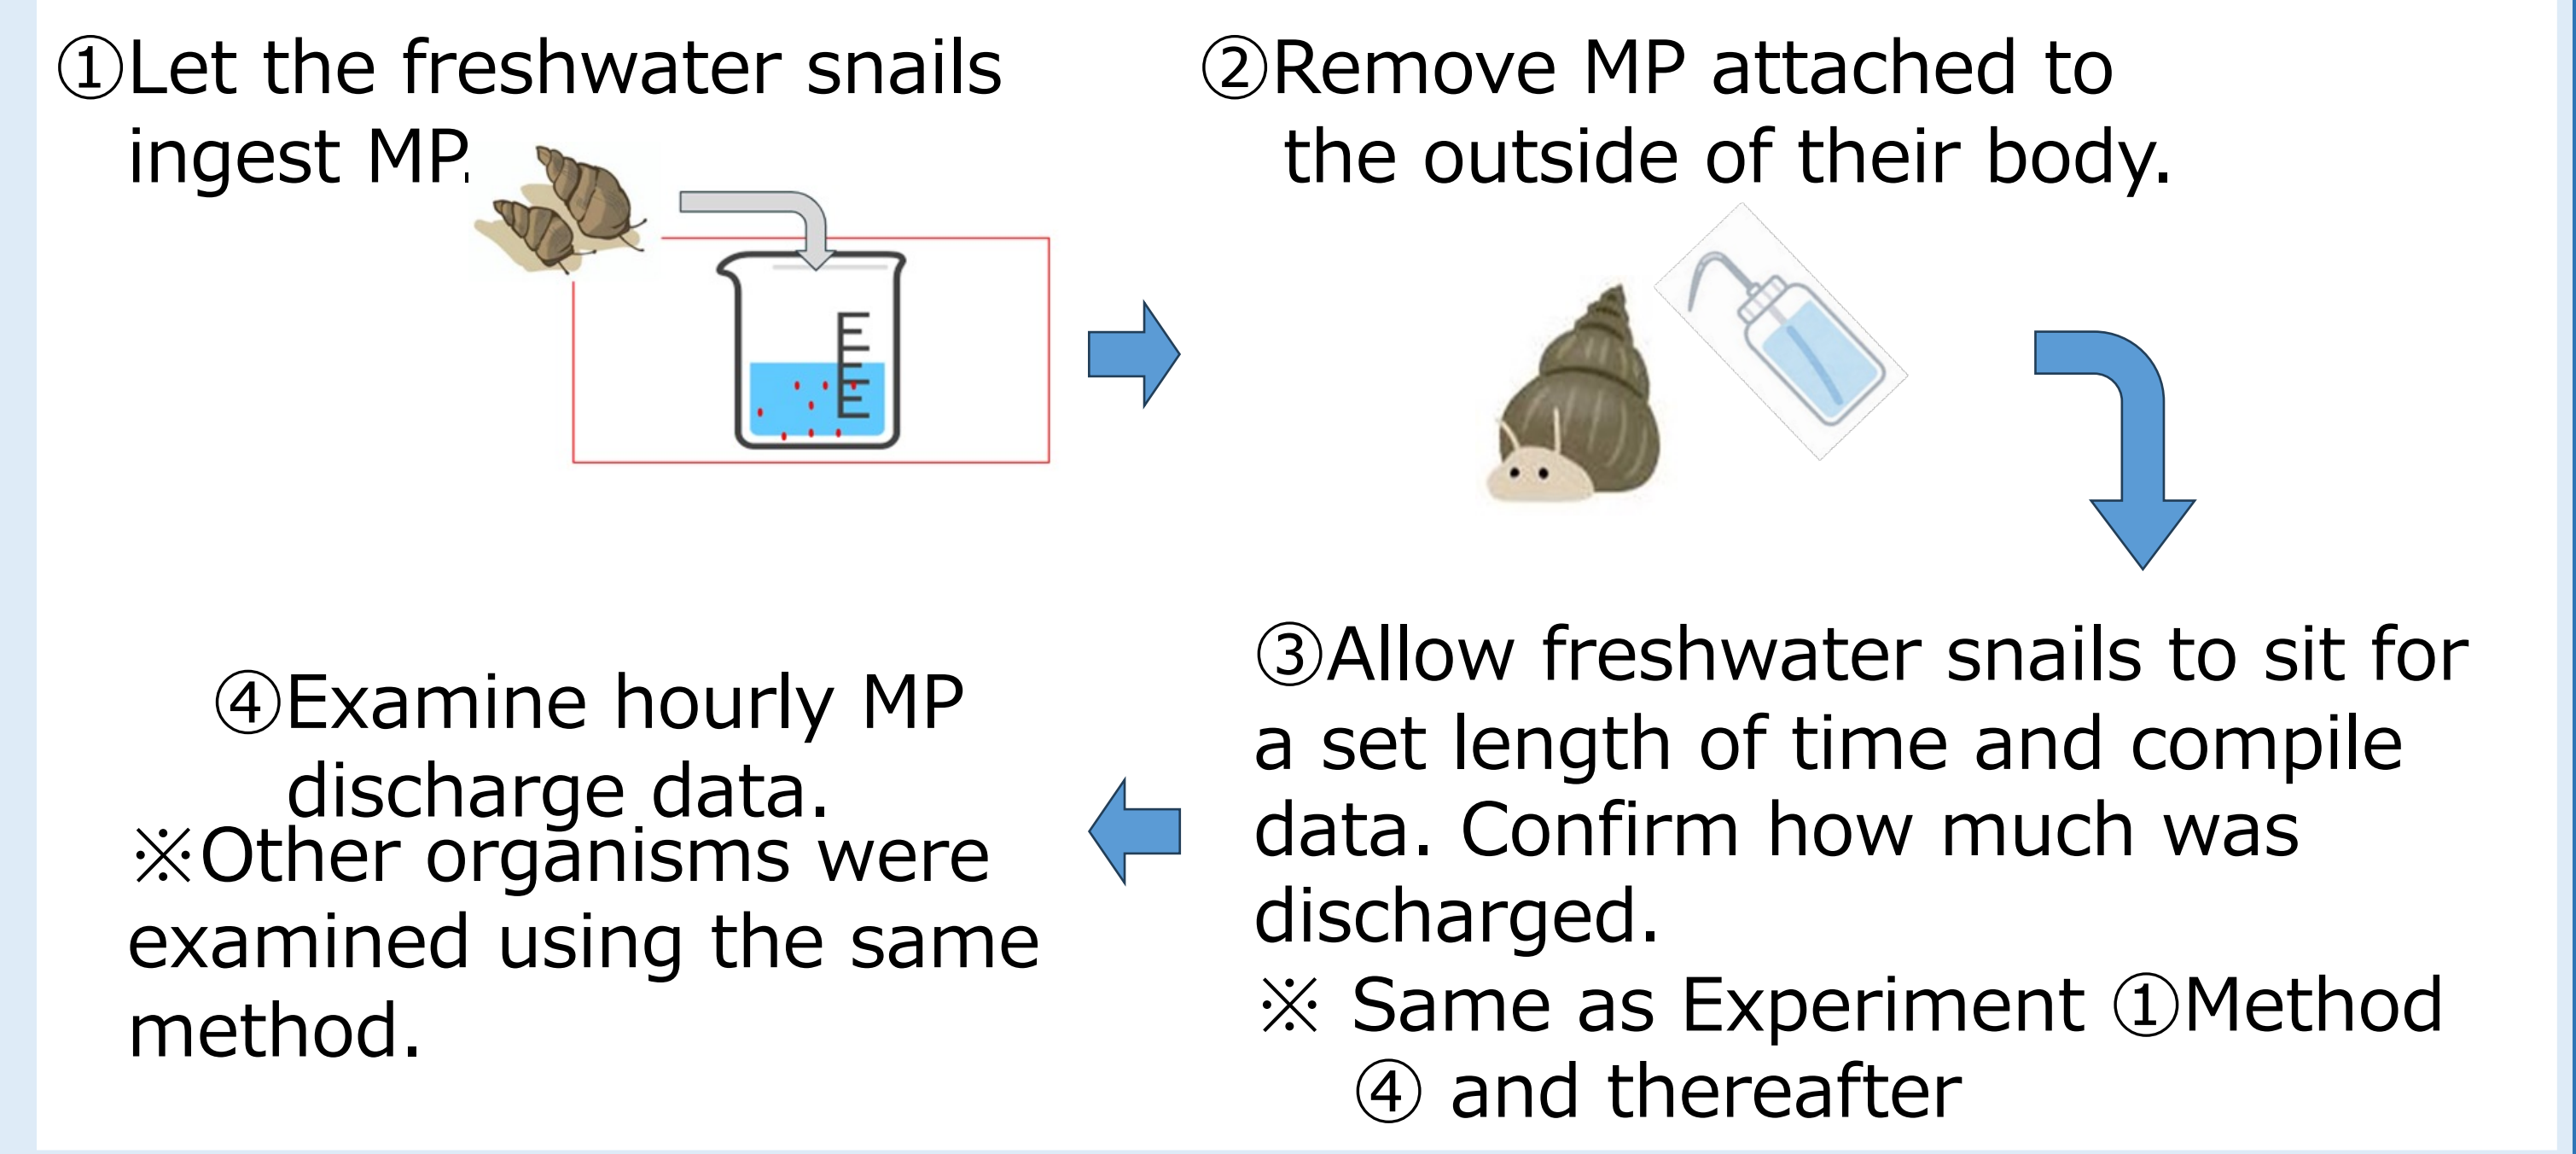 ①Let the freshwater snails
ingest MP.
②Remove MP attached to
the outside of their body.
③Allow freshwater snails to sit for
a set length of time and compile
data. Confirm how much was
discharged.
※ Same as Experiment ①Method
④ and thereafter
④Examine hourly MP
discharge data.
※Other organisms were
examined using the same
method.